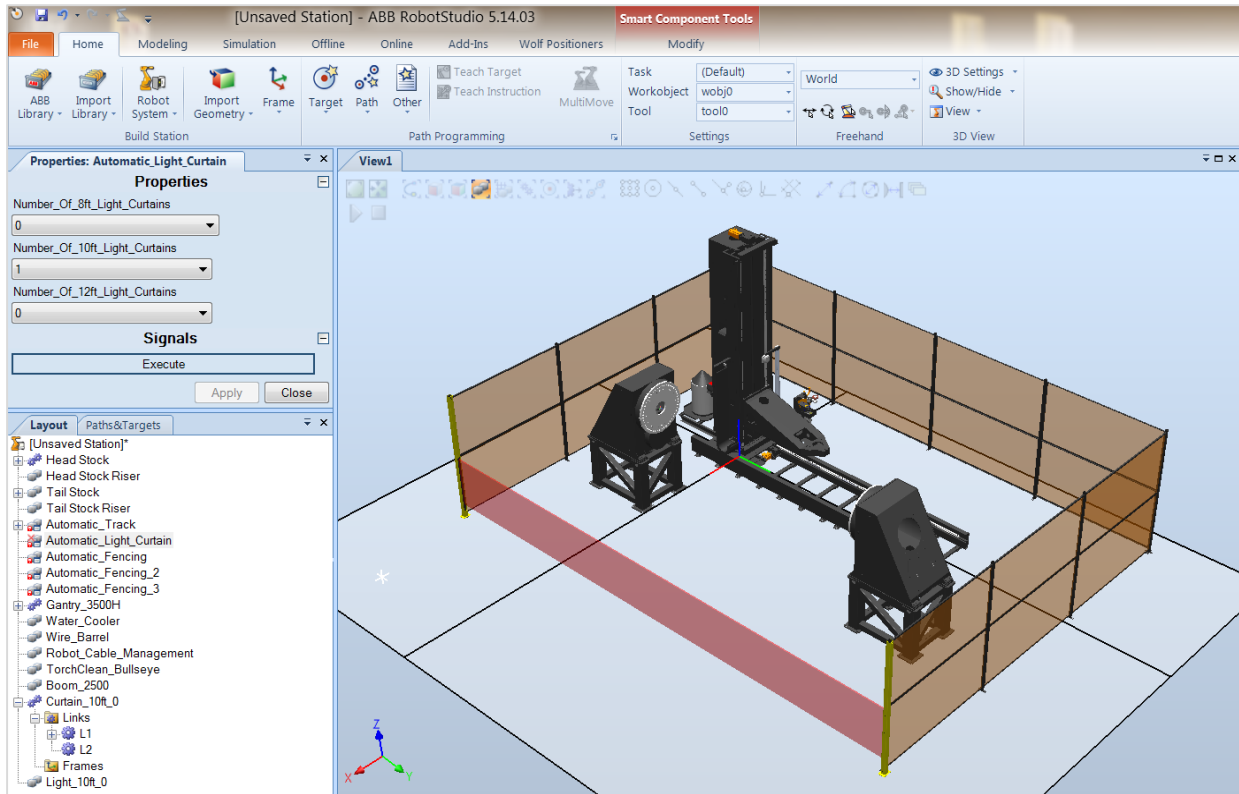 [Unsaved Station] - ABB RobotStudio 5.14.03
Smart Component Tools
File Home Modeling Simulation Offline Online Add-Ins Wolf Positioners Modify
ABB Library
Import Library
Robot System
Import Geometry
Frame
Build Station
Target
Path
Other
Teach Target
Teach Instruction
MultiMove
Path Programming
Task (Default)
Workobject wobj0
Tool tool0
Settings
World
Freehand
3D Settings
Show/Hide
View
3D View
Properties: Automatic_Light_Curtain
Properties
Number_Of_8ft_Light_Curtains
0
Number_Of_10ft_Light_Curtains
1
Number_Of_12ft_Light_Curtains
0
Signals
Execute
Apply Close
Layout Paths&Targets
[Unsaved Station]*
Head Stock
Head Stock Riser
Tail Stock
Tail Stock Riser
Automatic_Track
Automatic_Light_Curtain
Automatic_Fencing
Automatic_Fencing_2
Automatic_Fencing_3
Gantry_3500H
Water_Cooler
Wire_Barrel
Robot_Cable_Management
TorchClean_Bullseye
Boom_2500
Curtain_10ft_0
Links
L1
L2
Frames
Light_10ft_0
View1
Z
X
Y